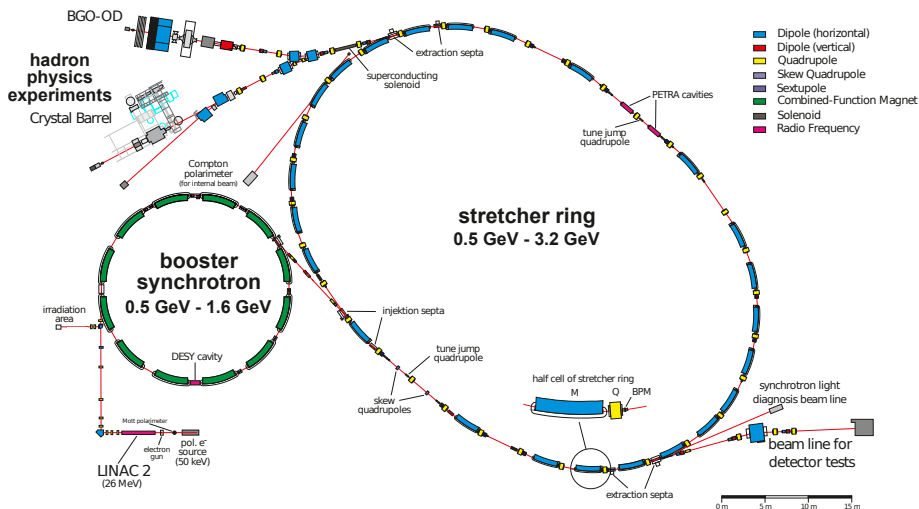 BGO-OD
hadron
physics
experiments
Crystal Barrel
extraction septa
superconducting
solenoid
Compton
polarimeter
(for internal beam)
PETRA cavities
tune jump
quadrupole
Dipole (horizontal)
Dipole (vertical)
Quadrupole
Skew Quadrupole
Sextupole
Combined-Function Magnet
Solenoid
Radio Frequency
stretcher ring
0.5 GeV - 3.2 GeV
booster
synchrotron
0.5 GeV - 1.6 GeV
irradiation
area
DESY cavity
injektion septa
tune jump
quadrupole
skew
quadrupoles
half cell of stretcher ring
M
Q
BPM
synchrotron light
diagnosis beam line
beam line for
detector tests
extraction septa
Mott polarimeter
electron
gun
pol. e-
source
(50 keV)
LINAC 2
(26 MeV)
0 m
5 m
10 m
15 m